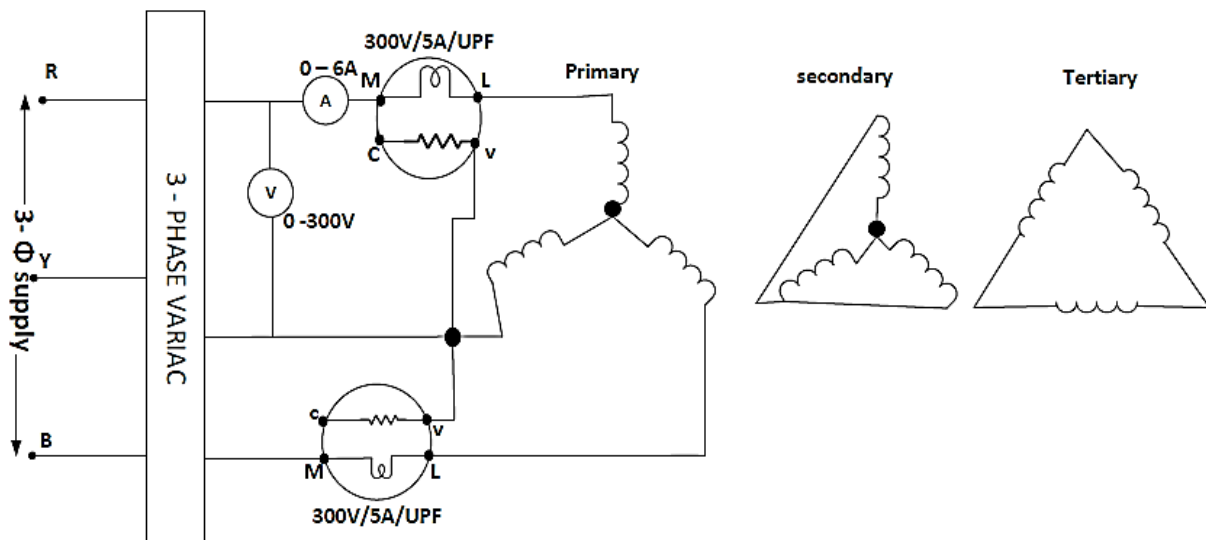 300V/5A/UPF
0 – 6A
R
M
L
A
C
v
Primary
secondary
Tertiary
V
0 -300V
3- Φ supply
Y
3 - PHASE VARIAC
B
c
v
M
L
300V/5A/UPF